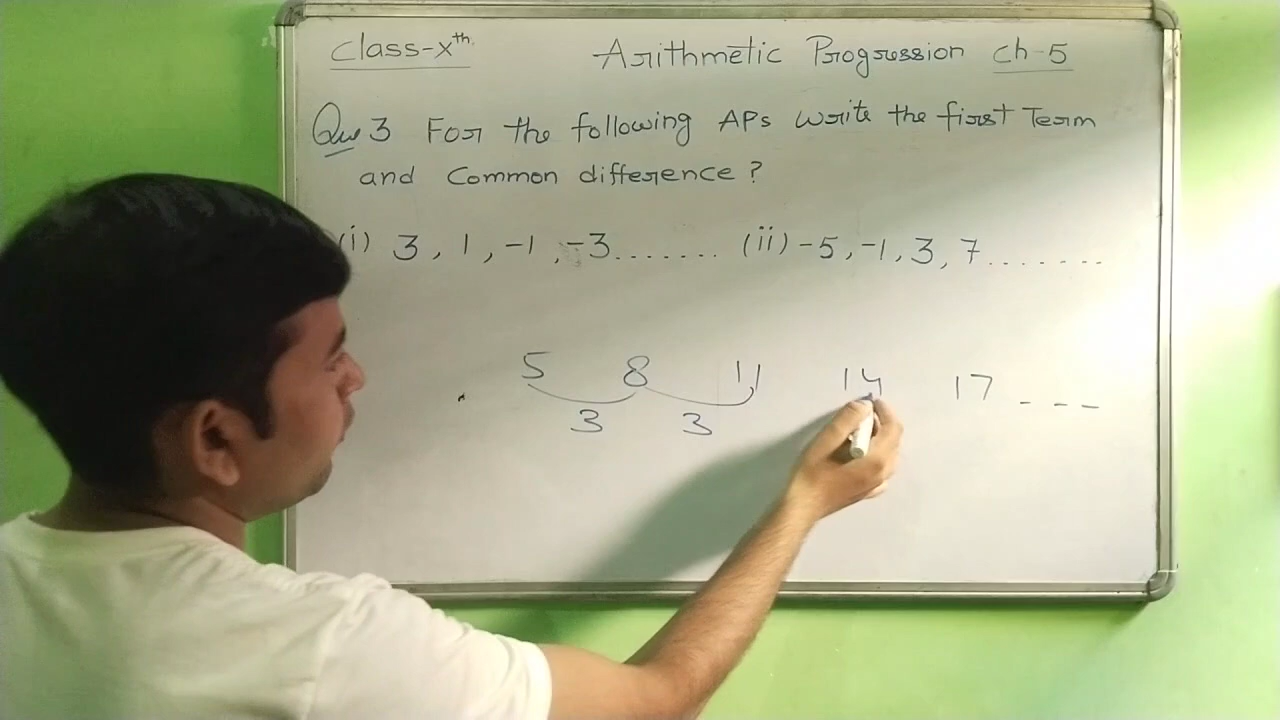 Class-Xth. Arithmetic Progression Ch-5
Que 3 For the following APs write the first Term
and Common difference ?
(i) 3, 1, -1, -3....... (ii) -5, -1, 3, 7.......
5 8 11 14 17 _ _ _
3 3